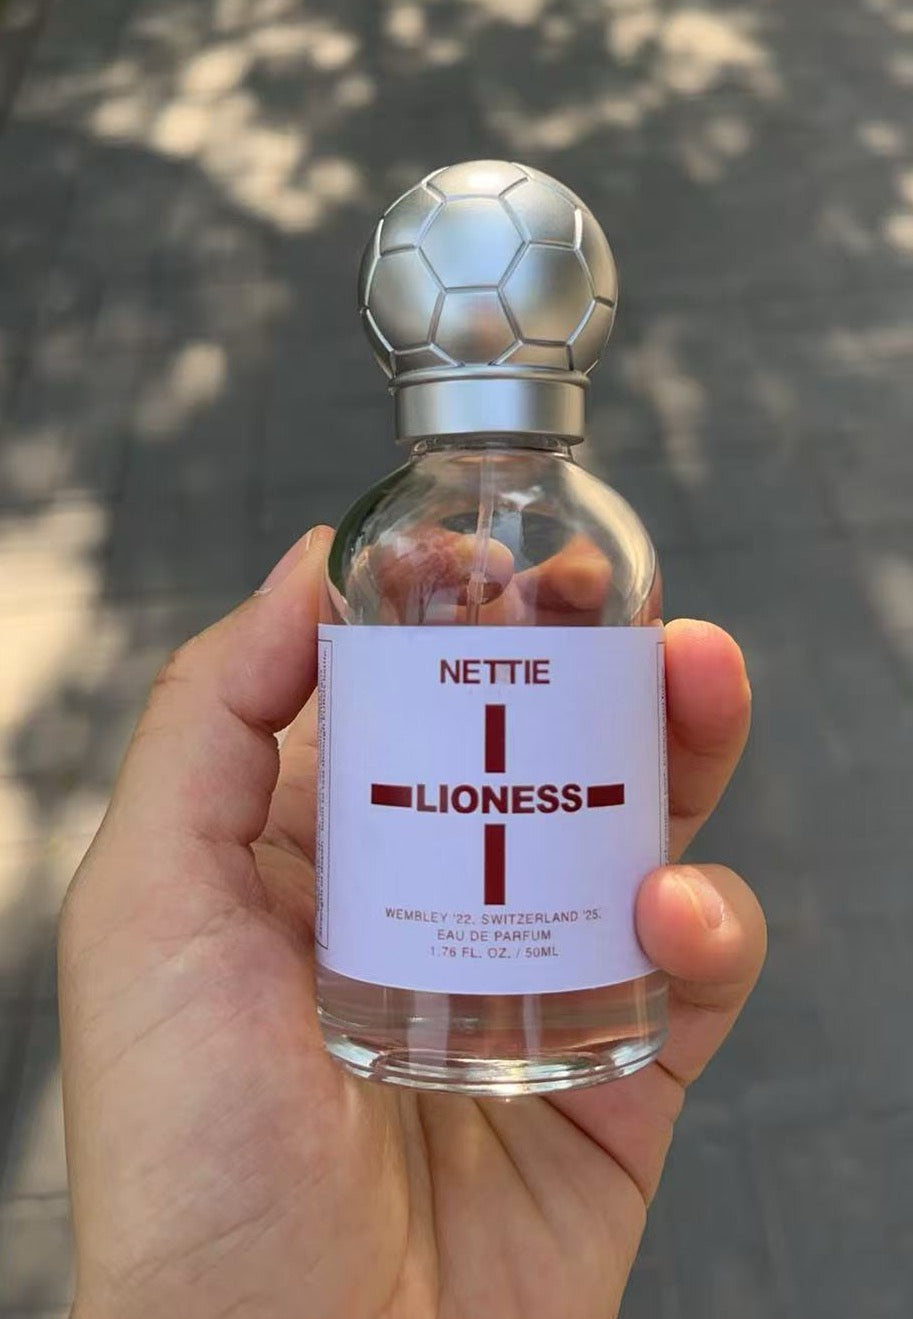 NETTIE
LIONESS
WEMBLEY '22. SWITZERLAND '25.
EAU DE PARFUM
1.76 FL. OZ. / 50ML